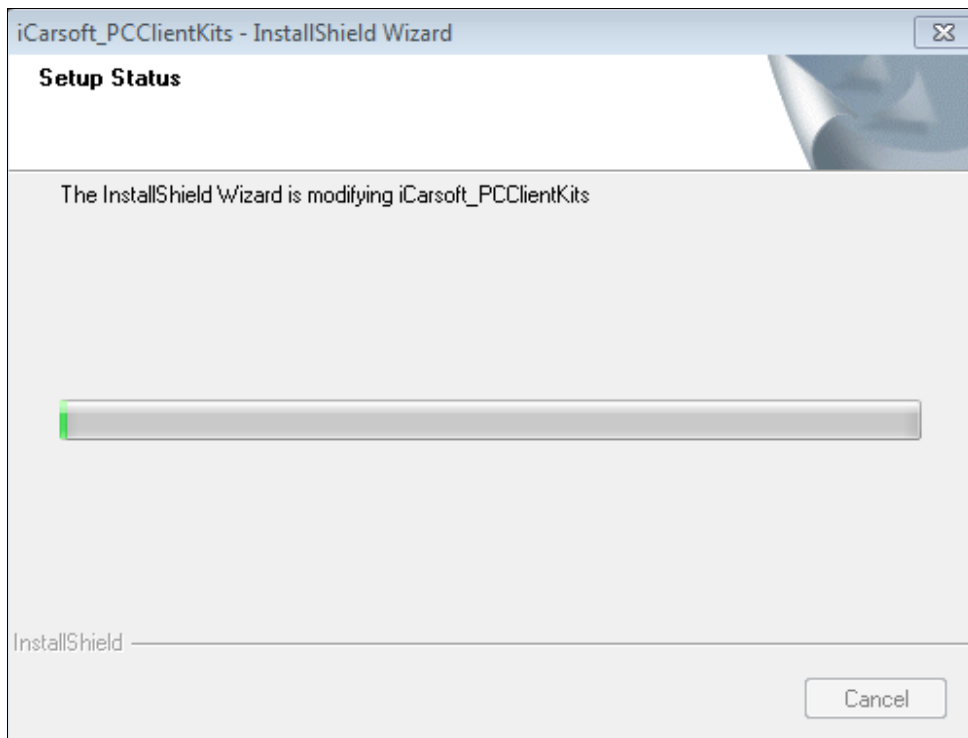 iCarsoft_PCClientKits - InstallShield Wizard
Setup Status
The InstallShield Wizard is modifying iCarsoft_PCClientKits
InstallShield
Cancel